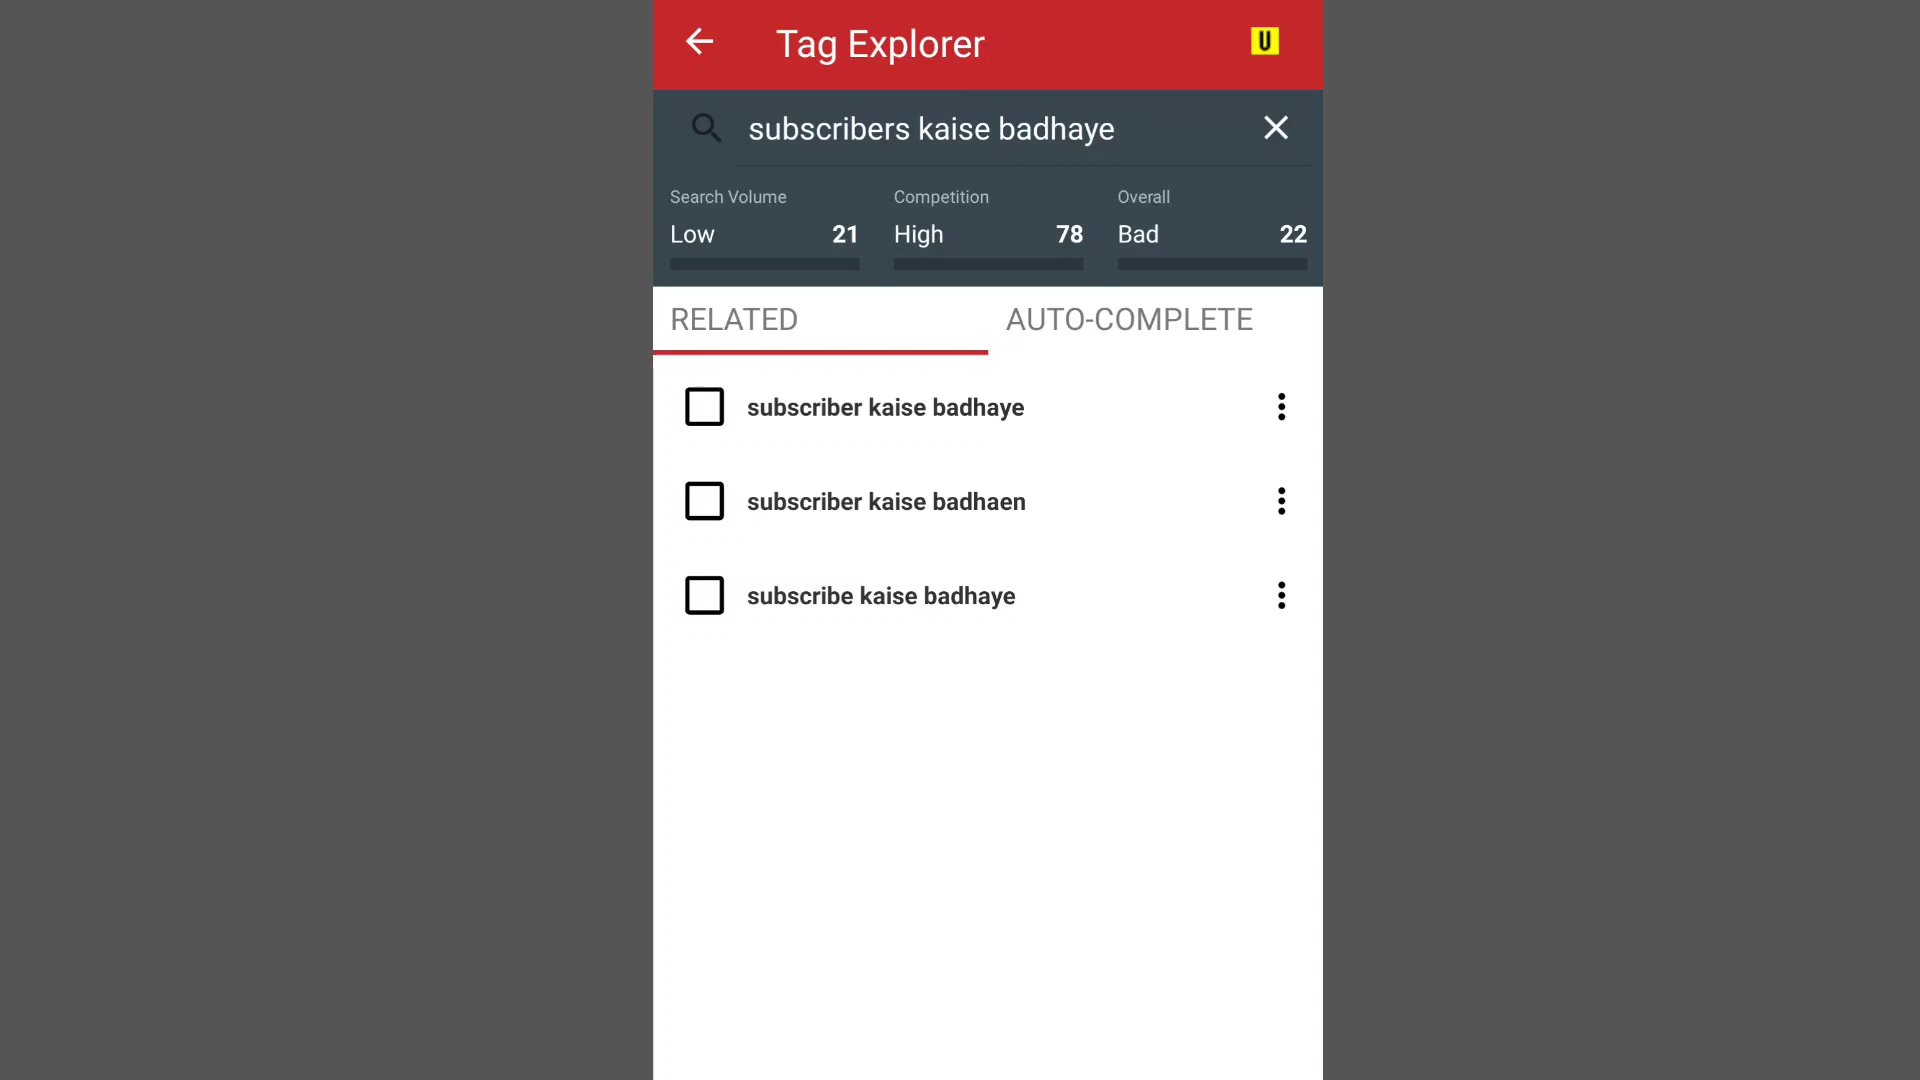 Tag Explorer
U
subscribers kaise badhaye
Search Volume Competition Overall
Low 21 High 78 Bad 22
RELATED AUTO-COMPLETE
subscriber kaise badhaye
subscriber kaise badhaen
subscribe kaise badhaye